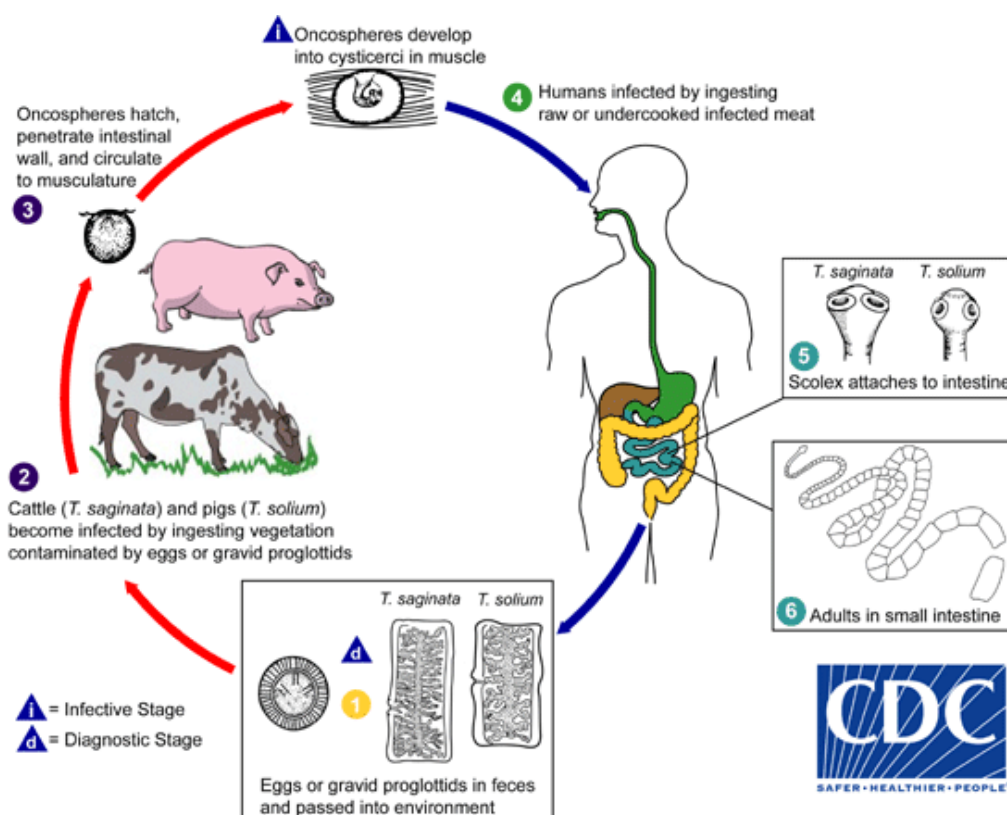 i
Oncospheres develop
into cysticerci in muscle
4
Humans infected by ingesting
raw or undercooked infected meat
Oncospheres hatch,
penetrate intestinal
wall, and circulate
to musculature
3
T. saginata T. solium
5
Scolex attaches to intestine
2
Cattle (T. saginata) and pigs (T. solium)
become infected by ingesting vegetation
contaminated by eggs or gravid proglottids
6 Adults in small intestine
T. saginata T. solium
d
1
i = Infective Stage
d = Diagnostic Stage
Eggs or gravid proglottids in feces
and passed into environment
CDC
SAFER•HEALTHIER•PEOPLE